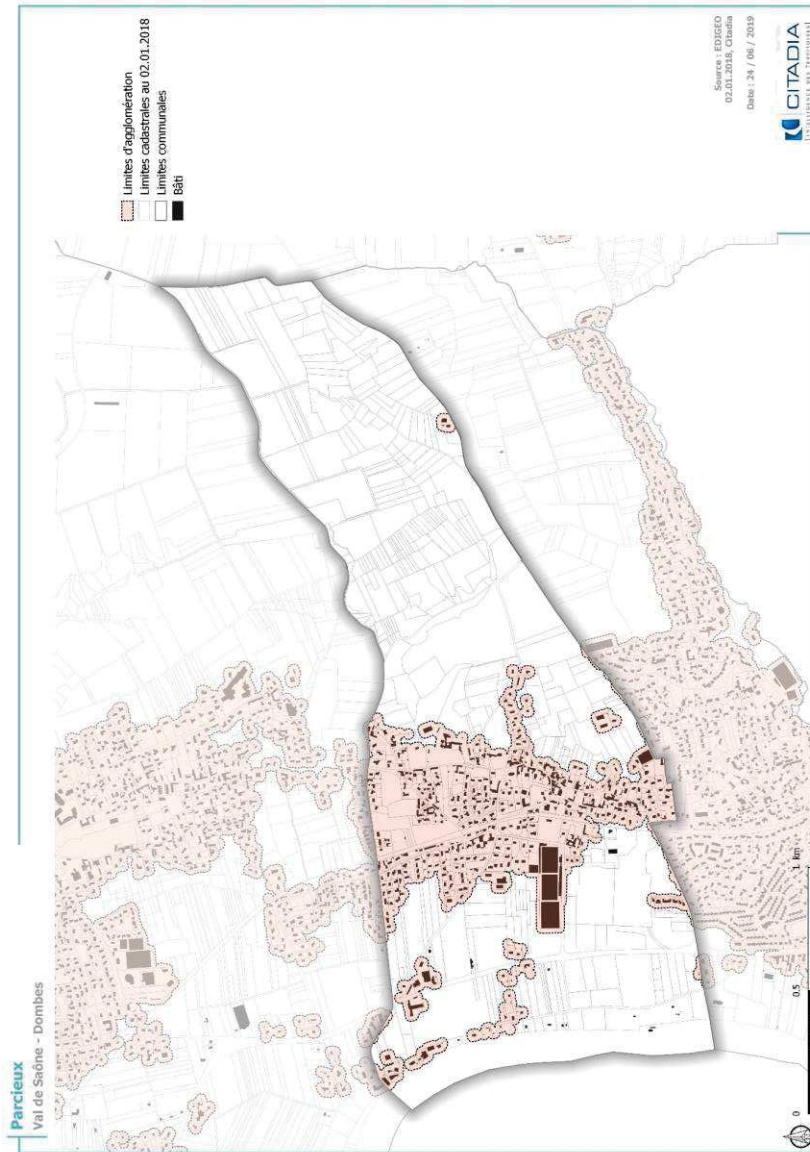 Parcieux
Val de Saône - Dombes
Limites d'agglomération
Limites cadastrales au 02.01.2018
Limites communales
Bâti
Source : EDIGEO
02.01.2018, Citadia
Date : 24 / 06 / 2019
CITADIA
0
0.5
1 km